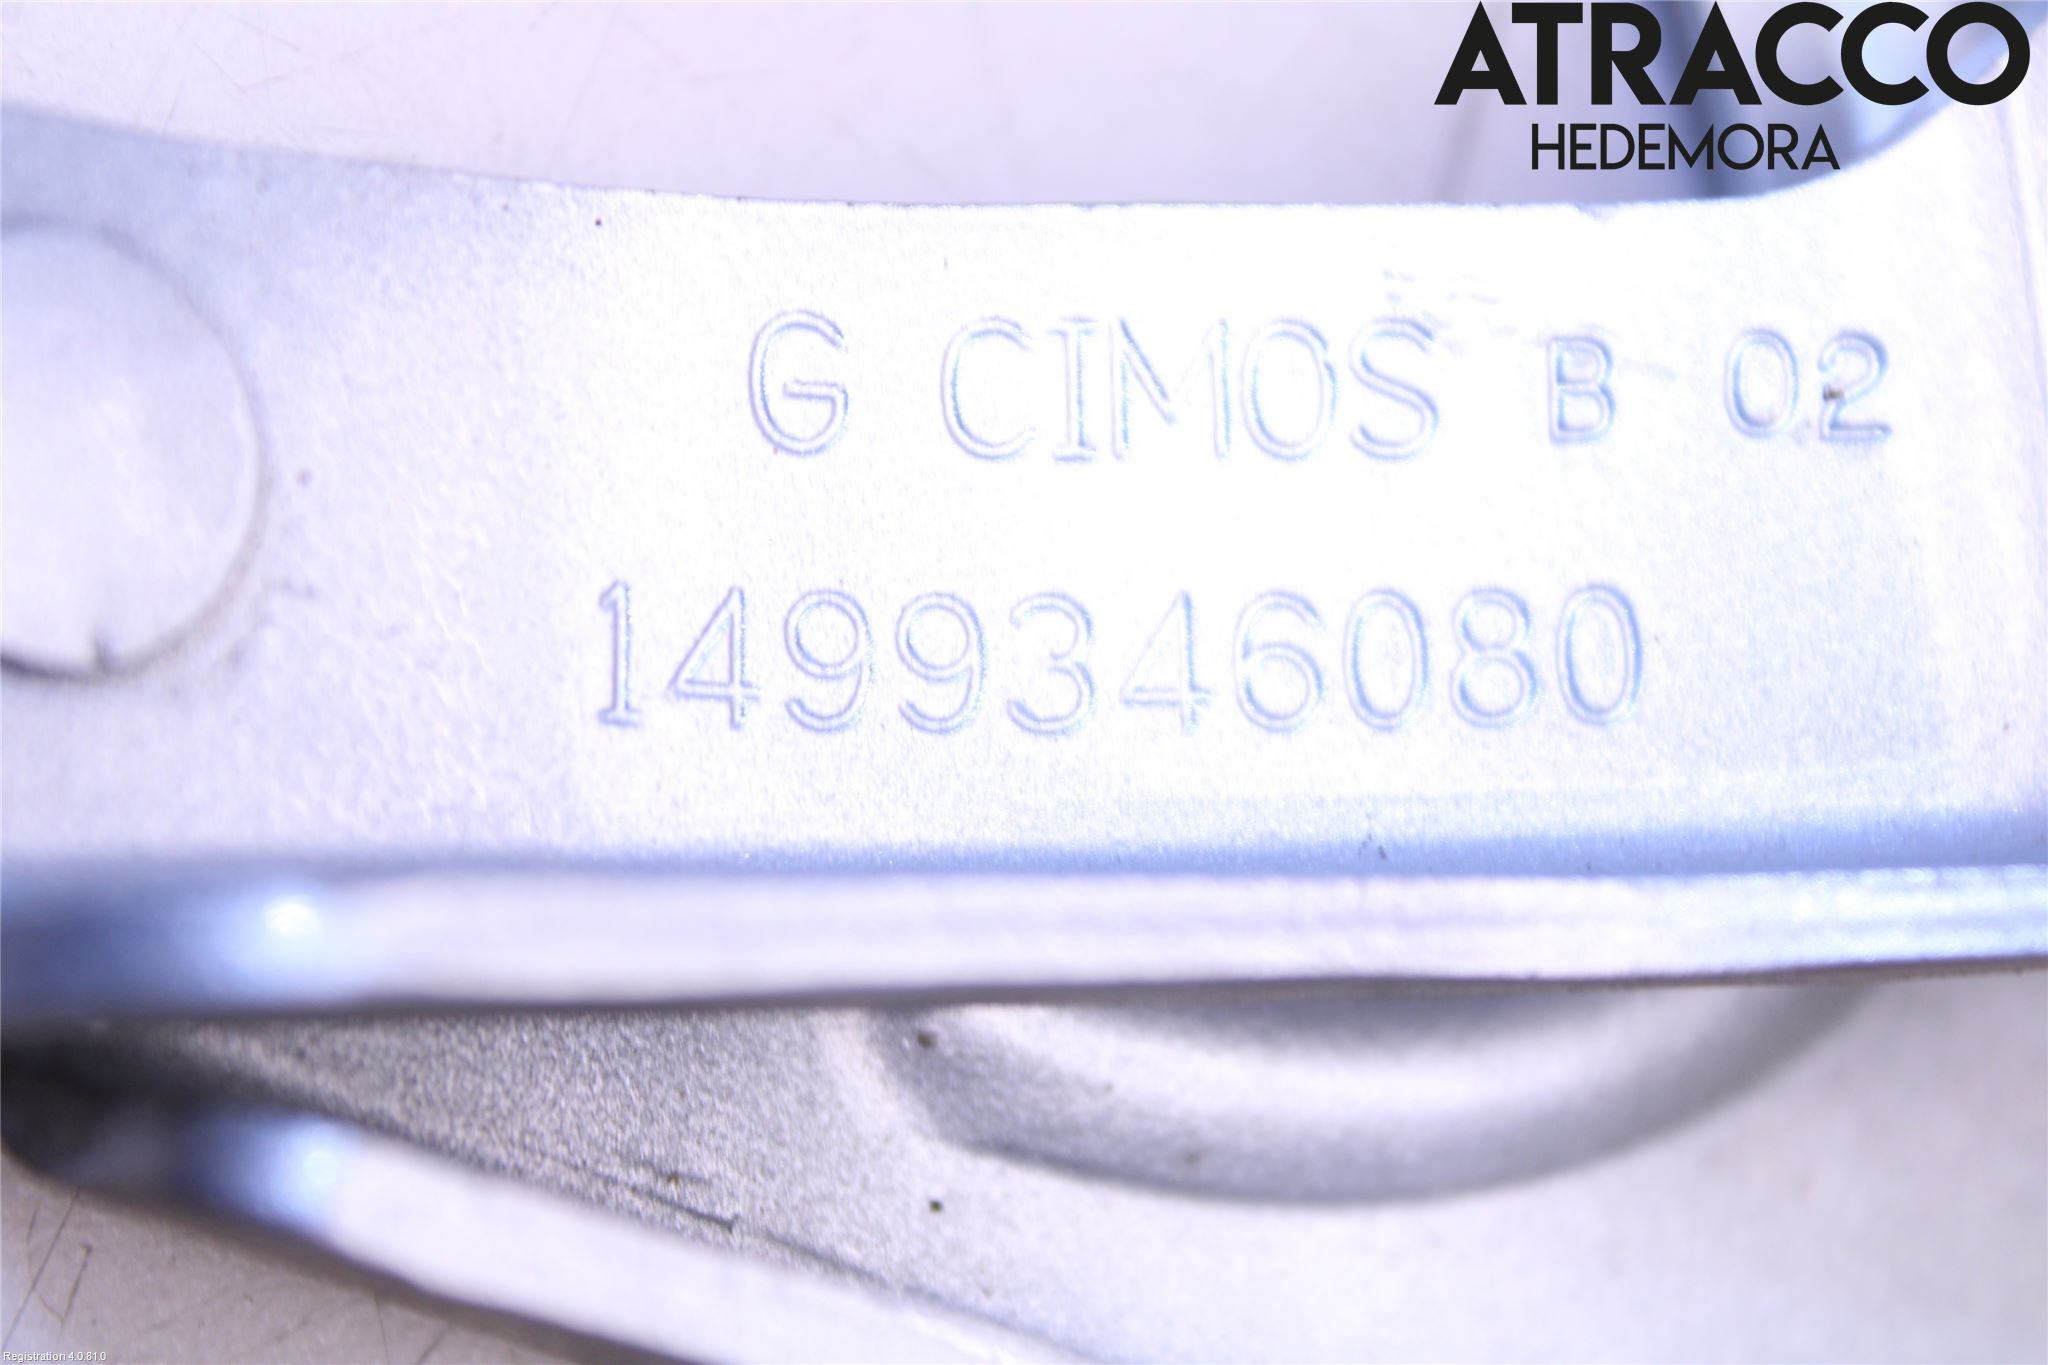 ATRACCO
HEDEMORA
G CIMOS B 02
1499346080
Registration 4.0.81.0